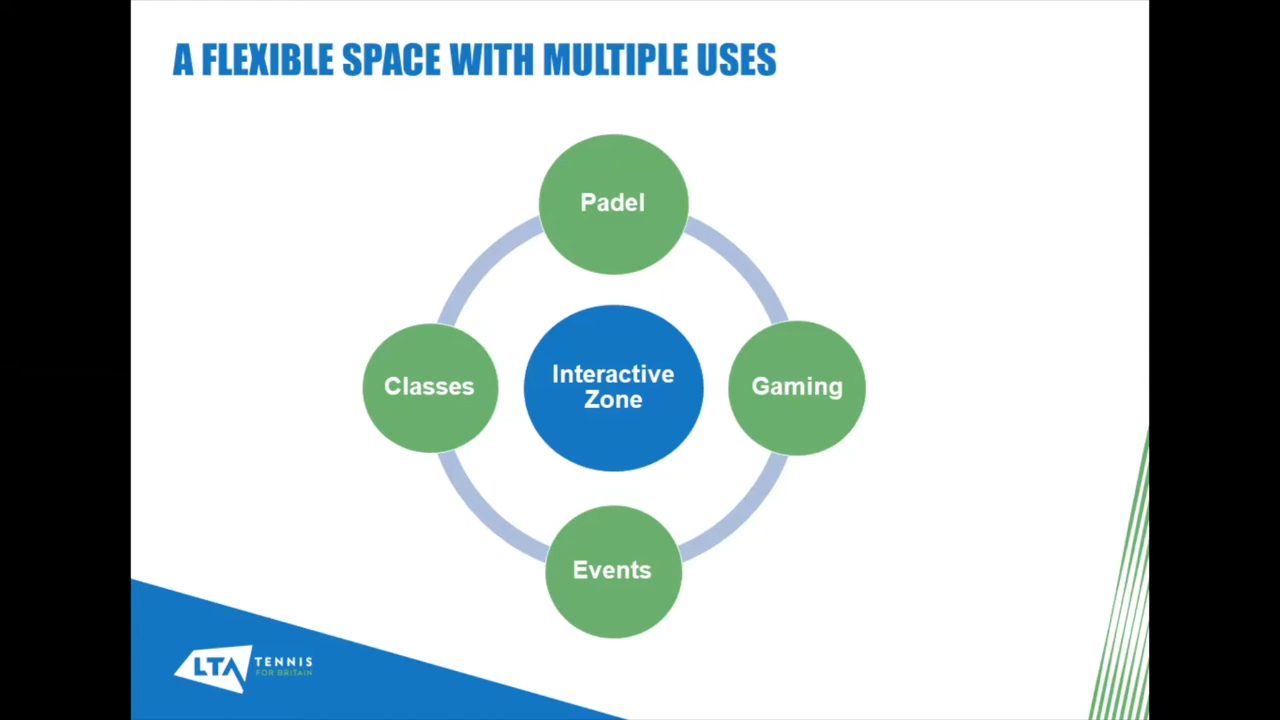 A FLEXIBLE SPACE WITH MULTIPLE USES
Padel
Classes
Interactive
Zone
Gaming
Events
LTA TENNIS
FOR BRITAIN